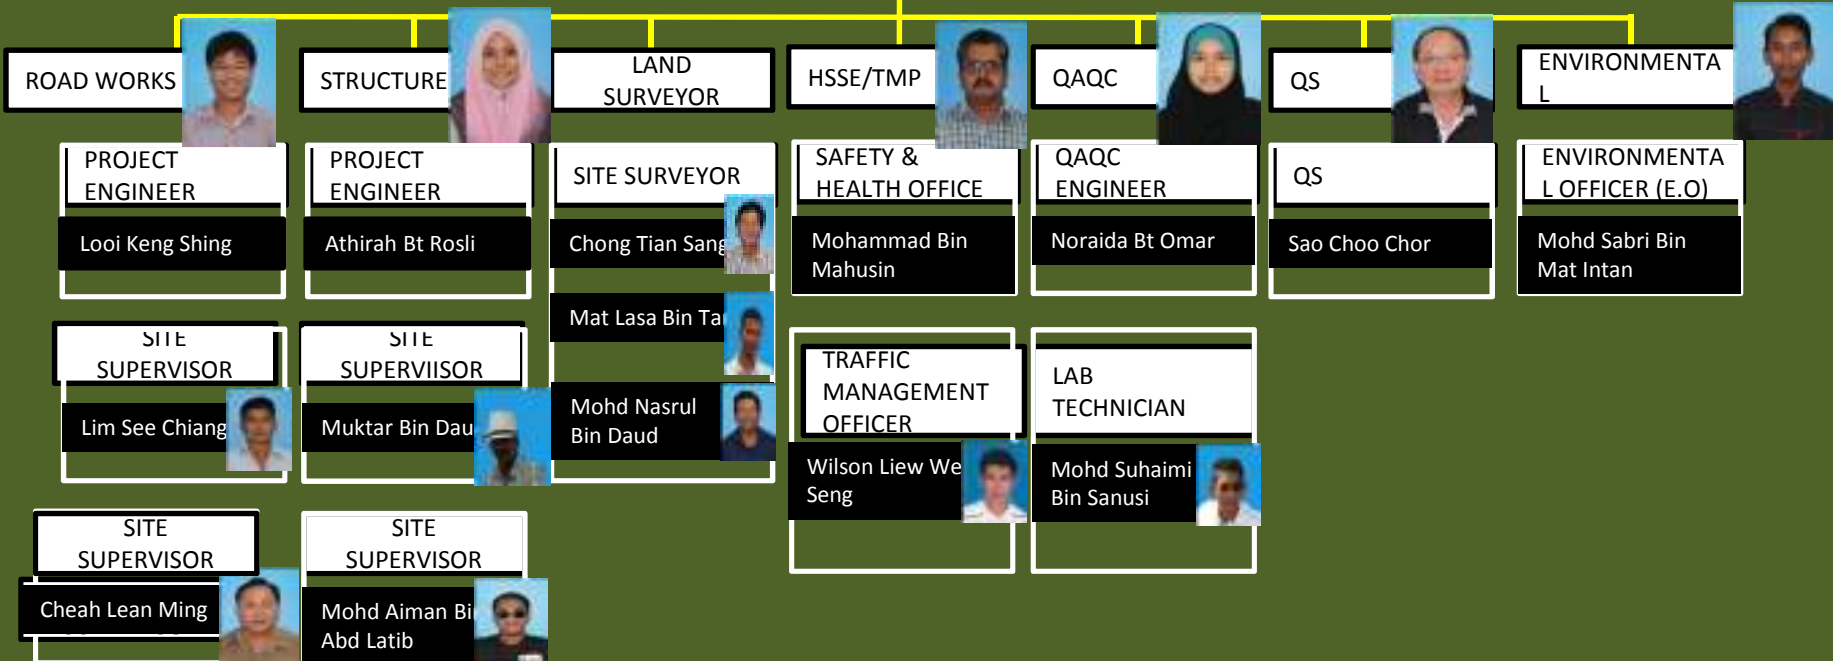 ROAD WORKS
STRUCTURE
LAND
SURVEYOR
HSSE/TMP
QAQC
QS
ENVIRONMENTA
L
PROJECT
ENGINEER
Looi Keng Shing
PROJECT
ENGINEER
Athirah Bt Rosli
SITE SURVEYOR
Chong Tian Sang
Mat Lasa Bin
Mohd Nasrul
Bin Daud
SAFETY &
HEALTH OFFICE
Mohammad Bin
Mahusin
QAQC
ENGINEER
Noraida Bt Omar
QS
Sao Choo Chor
ENVIRONMENTA
L OFFICER (E.O)
Mohd Sabri Bin
Mat Intan
SITE
SUPERVISOR
Lim See Chiang
SITE
SUPERVIISOR
Muktar Bin
TRAFFIC
MANAGEMENT
OFFICER
Wilson Liew We
Seng
LAB
TECHNICIAN
Mohd Suhaimi
Bin Sanusi
SITE
SUPERVISOR
Cheah Lean Ming
SITE
SUPERVISOR
Mohd Aiman Bi
Abd Latib